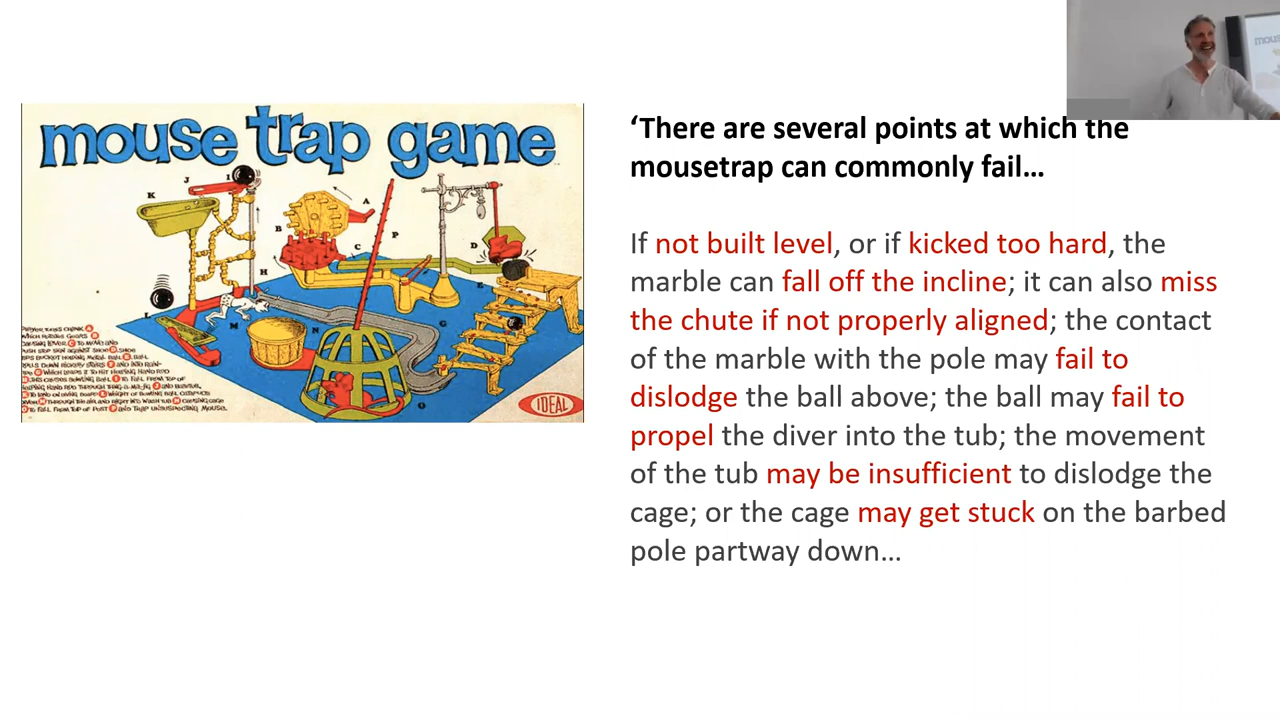 mouse trap game
‘There are several points at which the
mousetrap can commonly fail…
If not built level, or if kicked too hard, the
marble can fall off the incline; it can also miss
the chute if not properly aligned; the contact
of the marble with the pole may fail to
dislodge the ball above; the ball may fail to
propel the diver into the tub; the movement
of the tub may be insufficient to dislodge the
cage; or the cage may get stuck on the barbed
pole partway down…
I
J
K
A
B
P
C
D
H
E
L
M
N
G
O
IDEAL
mous